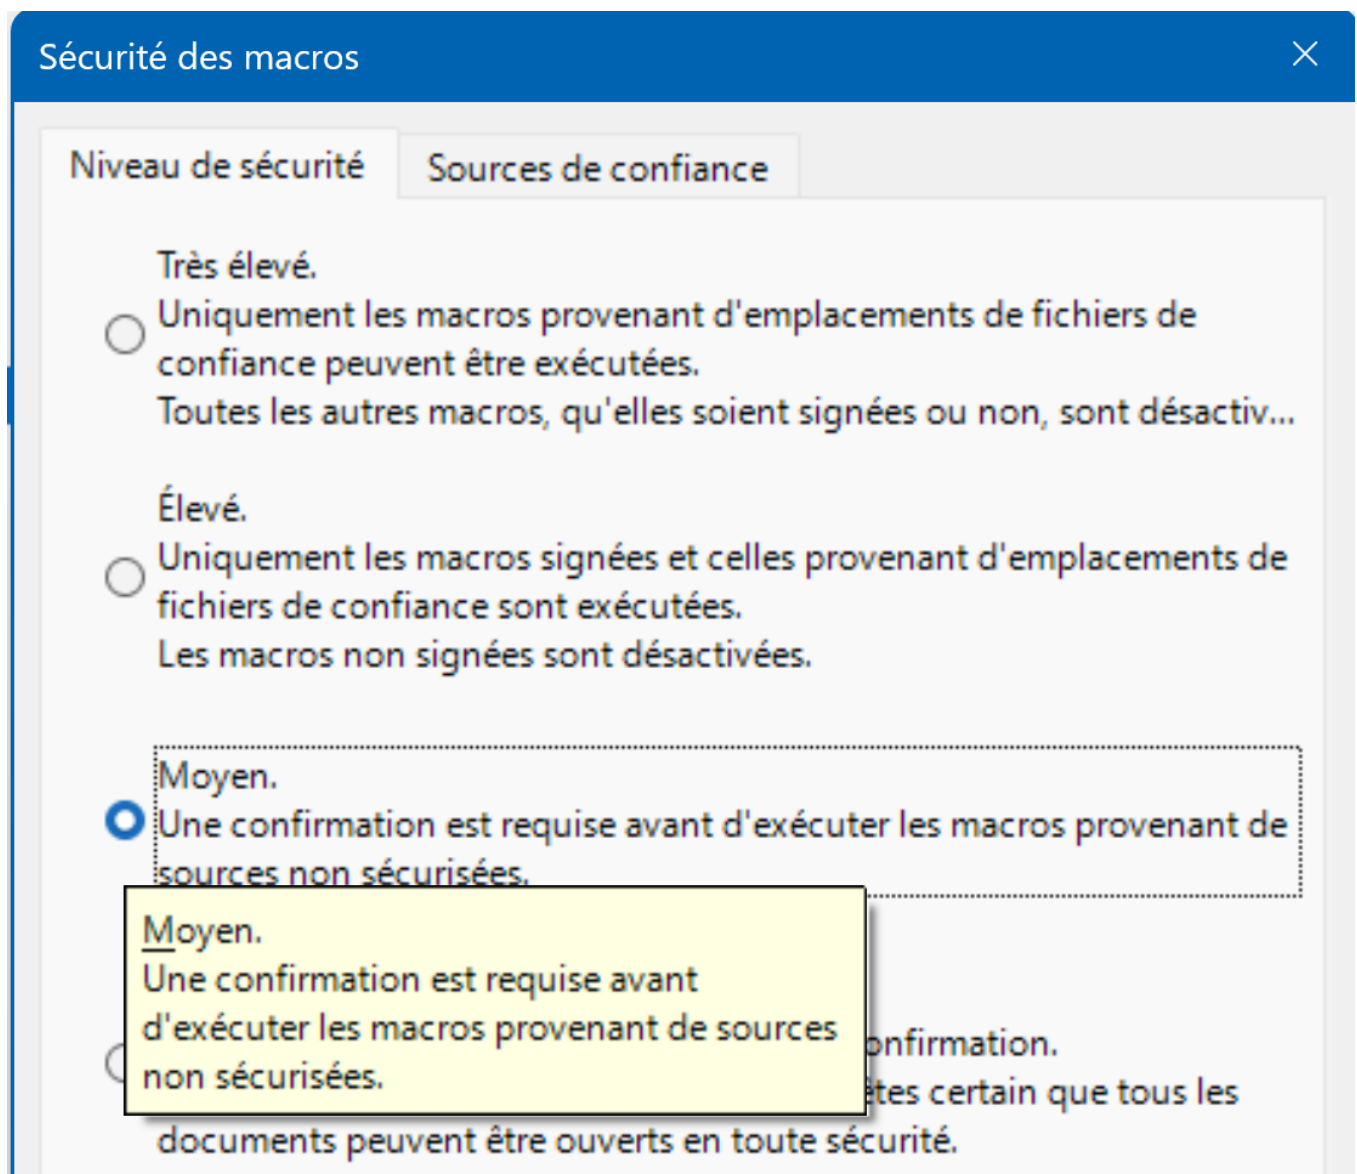 Sécurité des macros
Niveau de sécurité
Sources de confiance
Très élevé.
Uniquement les macros provenant d'emplacements de fichiers de
confiance peuvent être exécutées.
Toutes les autres macros, qu'elles soient signées ou non, sont désactiv...
Élevé.
Uniquement les macros signées et celles provenant d'emplacements de
fichiers de confiance sont exécutées.
Les macros non signées sont désactivées.
Moyen.
Une confirmation est requise avant d'exécuter les macros provenant de
sources non sécurisées.
Moyen.
Une confirmation est requise avant
d'exécuter les macros provenant de sources
non sécurisées.
onfirmation.
êtes certain que tous les
documents peuvent être ouverts en toute sécurité.